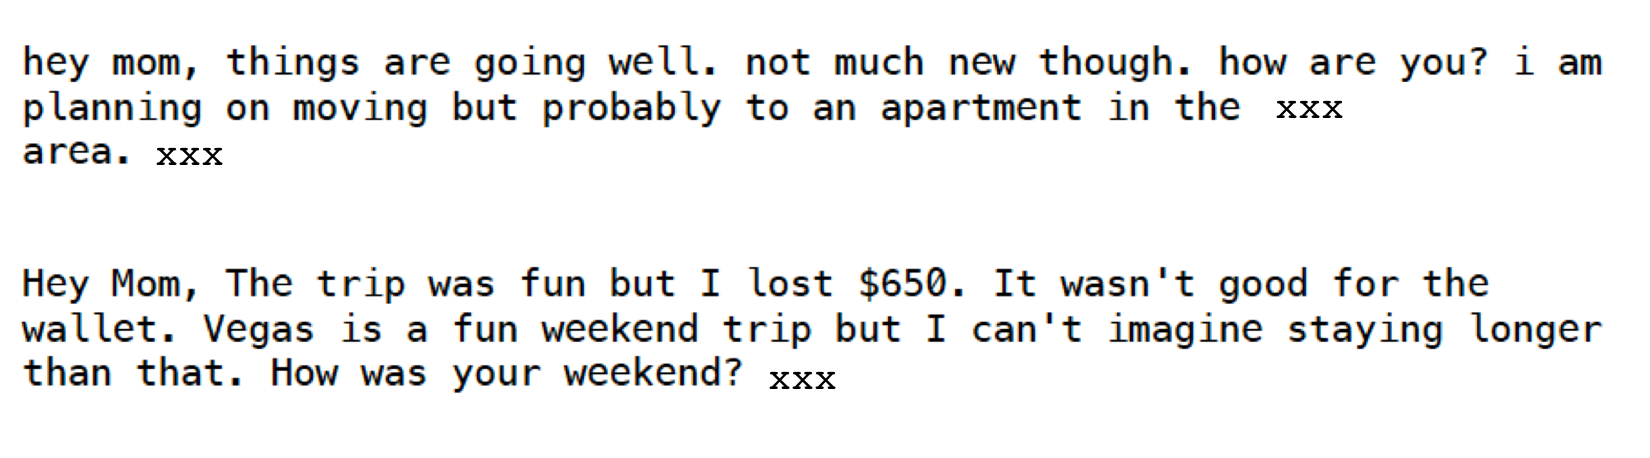 hey mom, things are going well. not much new though. how are you? i am
planning on moving but probably to an apartment in the xxx
area. xxx
Hey Mom, The trip was fun but I lost $650. It wasn't good for the
wallet. Vegas is a fun weekend trip but I can't imagine staying longer
than that. How was your weekend? xxx